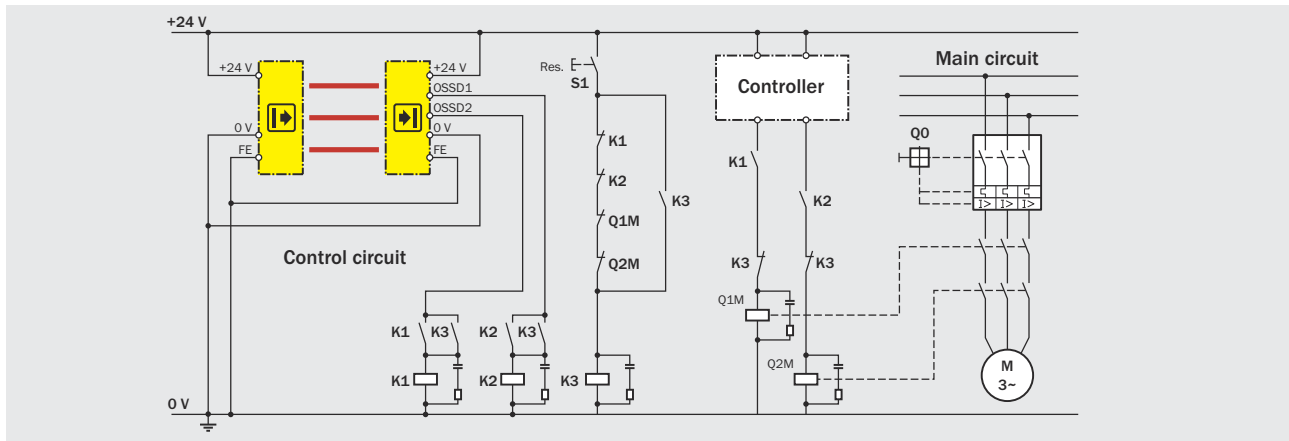 +24 V
+24 V
0 V
FE
+24 V
OSSD1
OSSD2
0 V
FE
Control circuit
K1
K3
K2
K3
K1
K2
K3
Res.
S1
K1
K2
Q1M
Q2M
K3
Controller
K1
K2
K3
K3
Q1M
Q2M
Main circuit
Q0
I>
I>
I>
M
3~
0 V